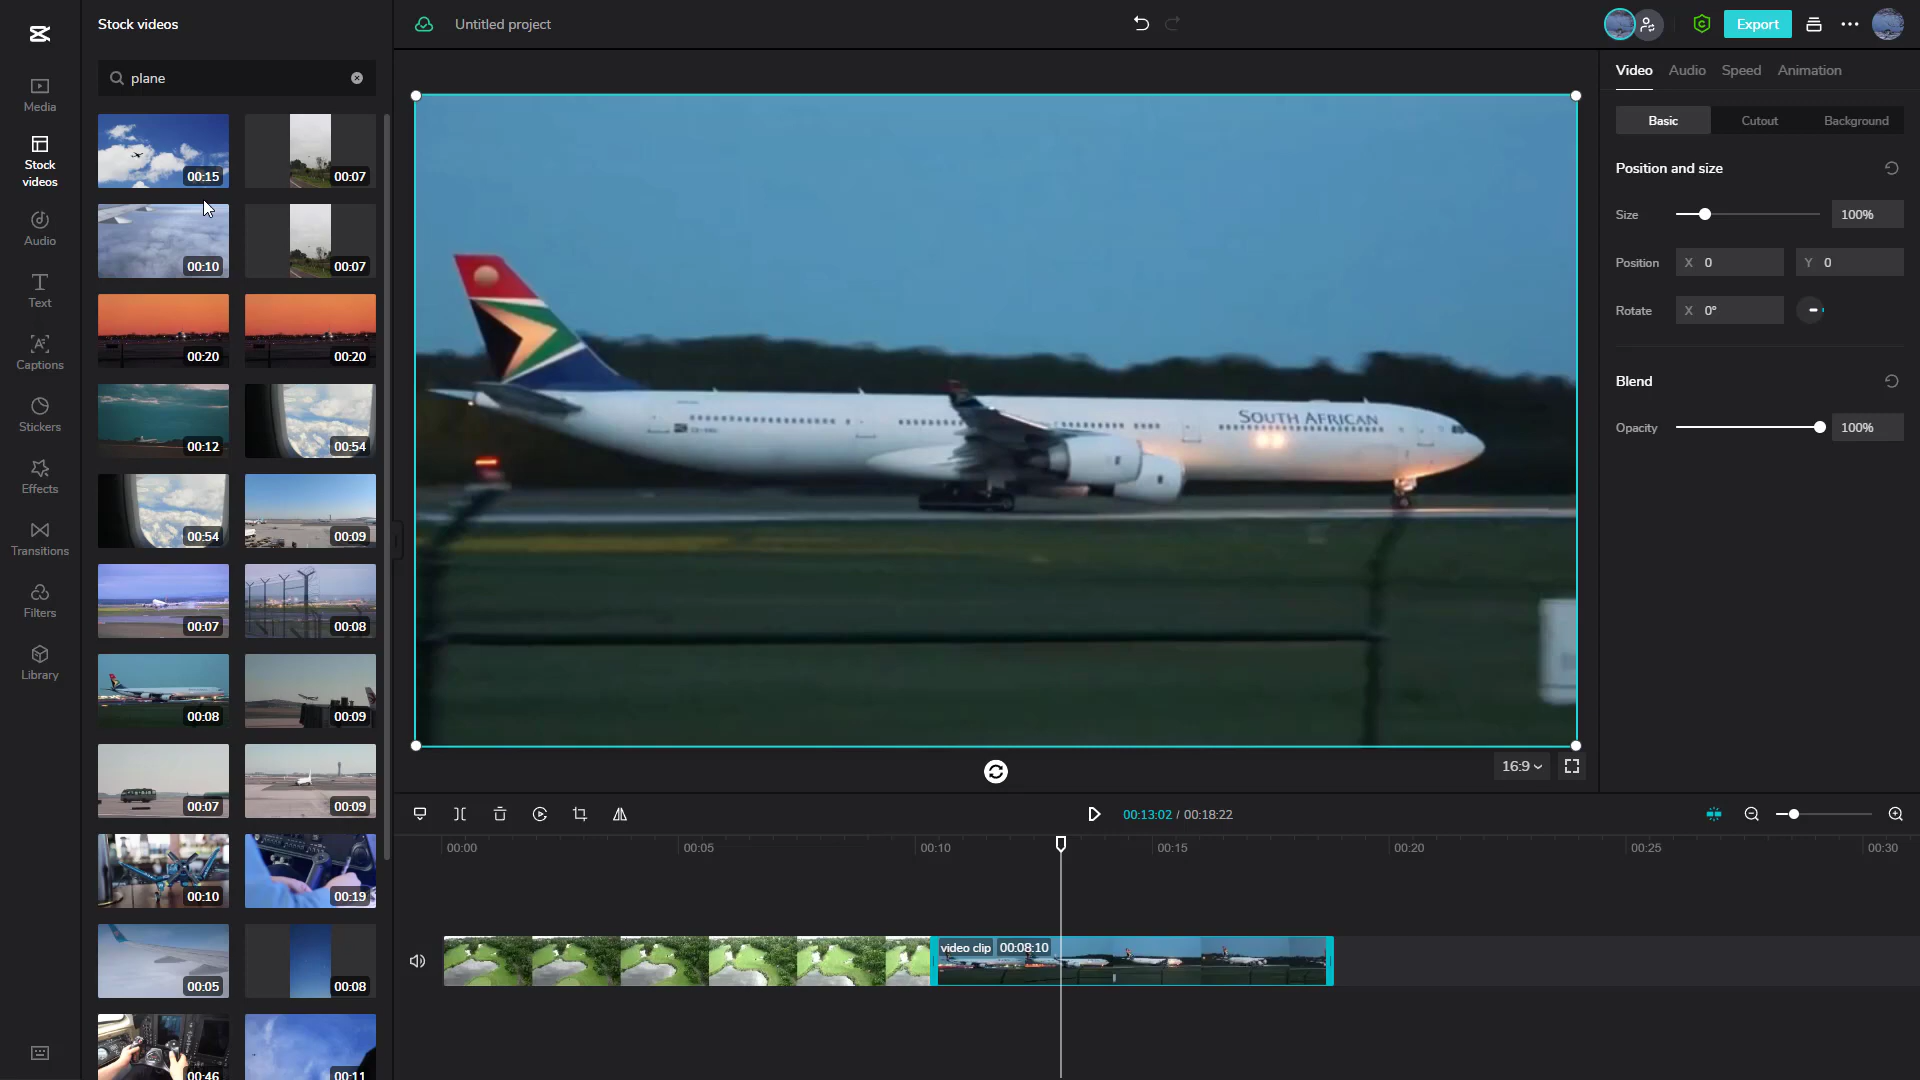 Stock videos
Untitled project
Export
Media
Stock
videos
Audio
Text
Captions
Stickers
Effects
Transitions
Filters
Library
plane
00:15
00:07
00:10
00:07
00:20
00:20
00:12
00:54
00:54
00:09
00:07
00:08
00:08
00:09
00:07
00:09
00:10
00:19
00:05
00:08
00:46
00:11
SOUTH AFRICAN
16:9
Video Audio Speed Animation
Basic Cutout Background
Position and size
Size 100%
Position X 0 Y 0
Rotate X 0°
Blend
Opacity 100%
00:13:02 / 00:18:22
00:00 00:05 00:10 00:15 00:20 00:25 00:30
video clip 00:08:10